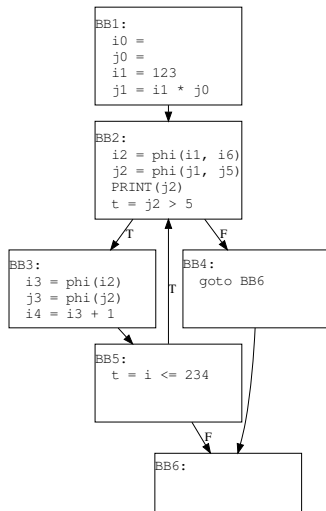 BB1:
i0 =
j0 =
i1 = 123
j1 = i1 * j0
BB2:
i2 = phi(i1, i6)
j2 = phi(j1, j5)
PRINT(j2)
t = j2 > 5
T
F
BB3:
i3 = phi(i2)
j3 = phi(j2)
i4 = i3 + 1
T
BB4:
goto BB6
BB5:
t = i <= 234
F
BB6: